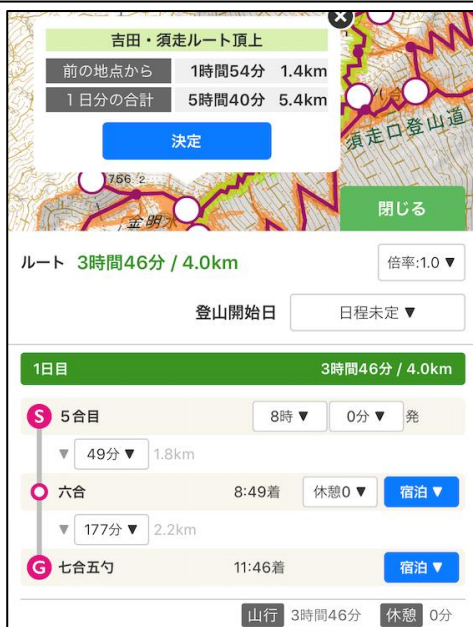 吉田・須走ルート頂上
前の地点から 1時間54分 1.4km
1日分の合計 5時間40分 5.4km
決定
須走口登山道
3756.2
金明水
閉じる
ルート 3時間46分 / 4.0km
倍率:1.0 ▼
登山開始日 日程未定 ▼
1日目 3時間46分 / 4.0km
S 5合目 8時 ▼ 0分 ▼ 発
▼ 49分 ▼ 1.8km
六合 8:49着 休憩0 ▼ 宿泊 ▼
▼ 177分 ▼ 2.2km
G 七合五勺 11:46着 宿泊 ▼
山行 3時間46分 休憩 0分